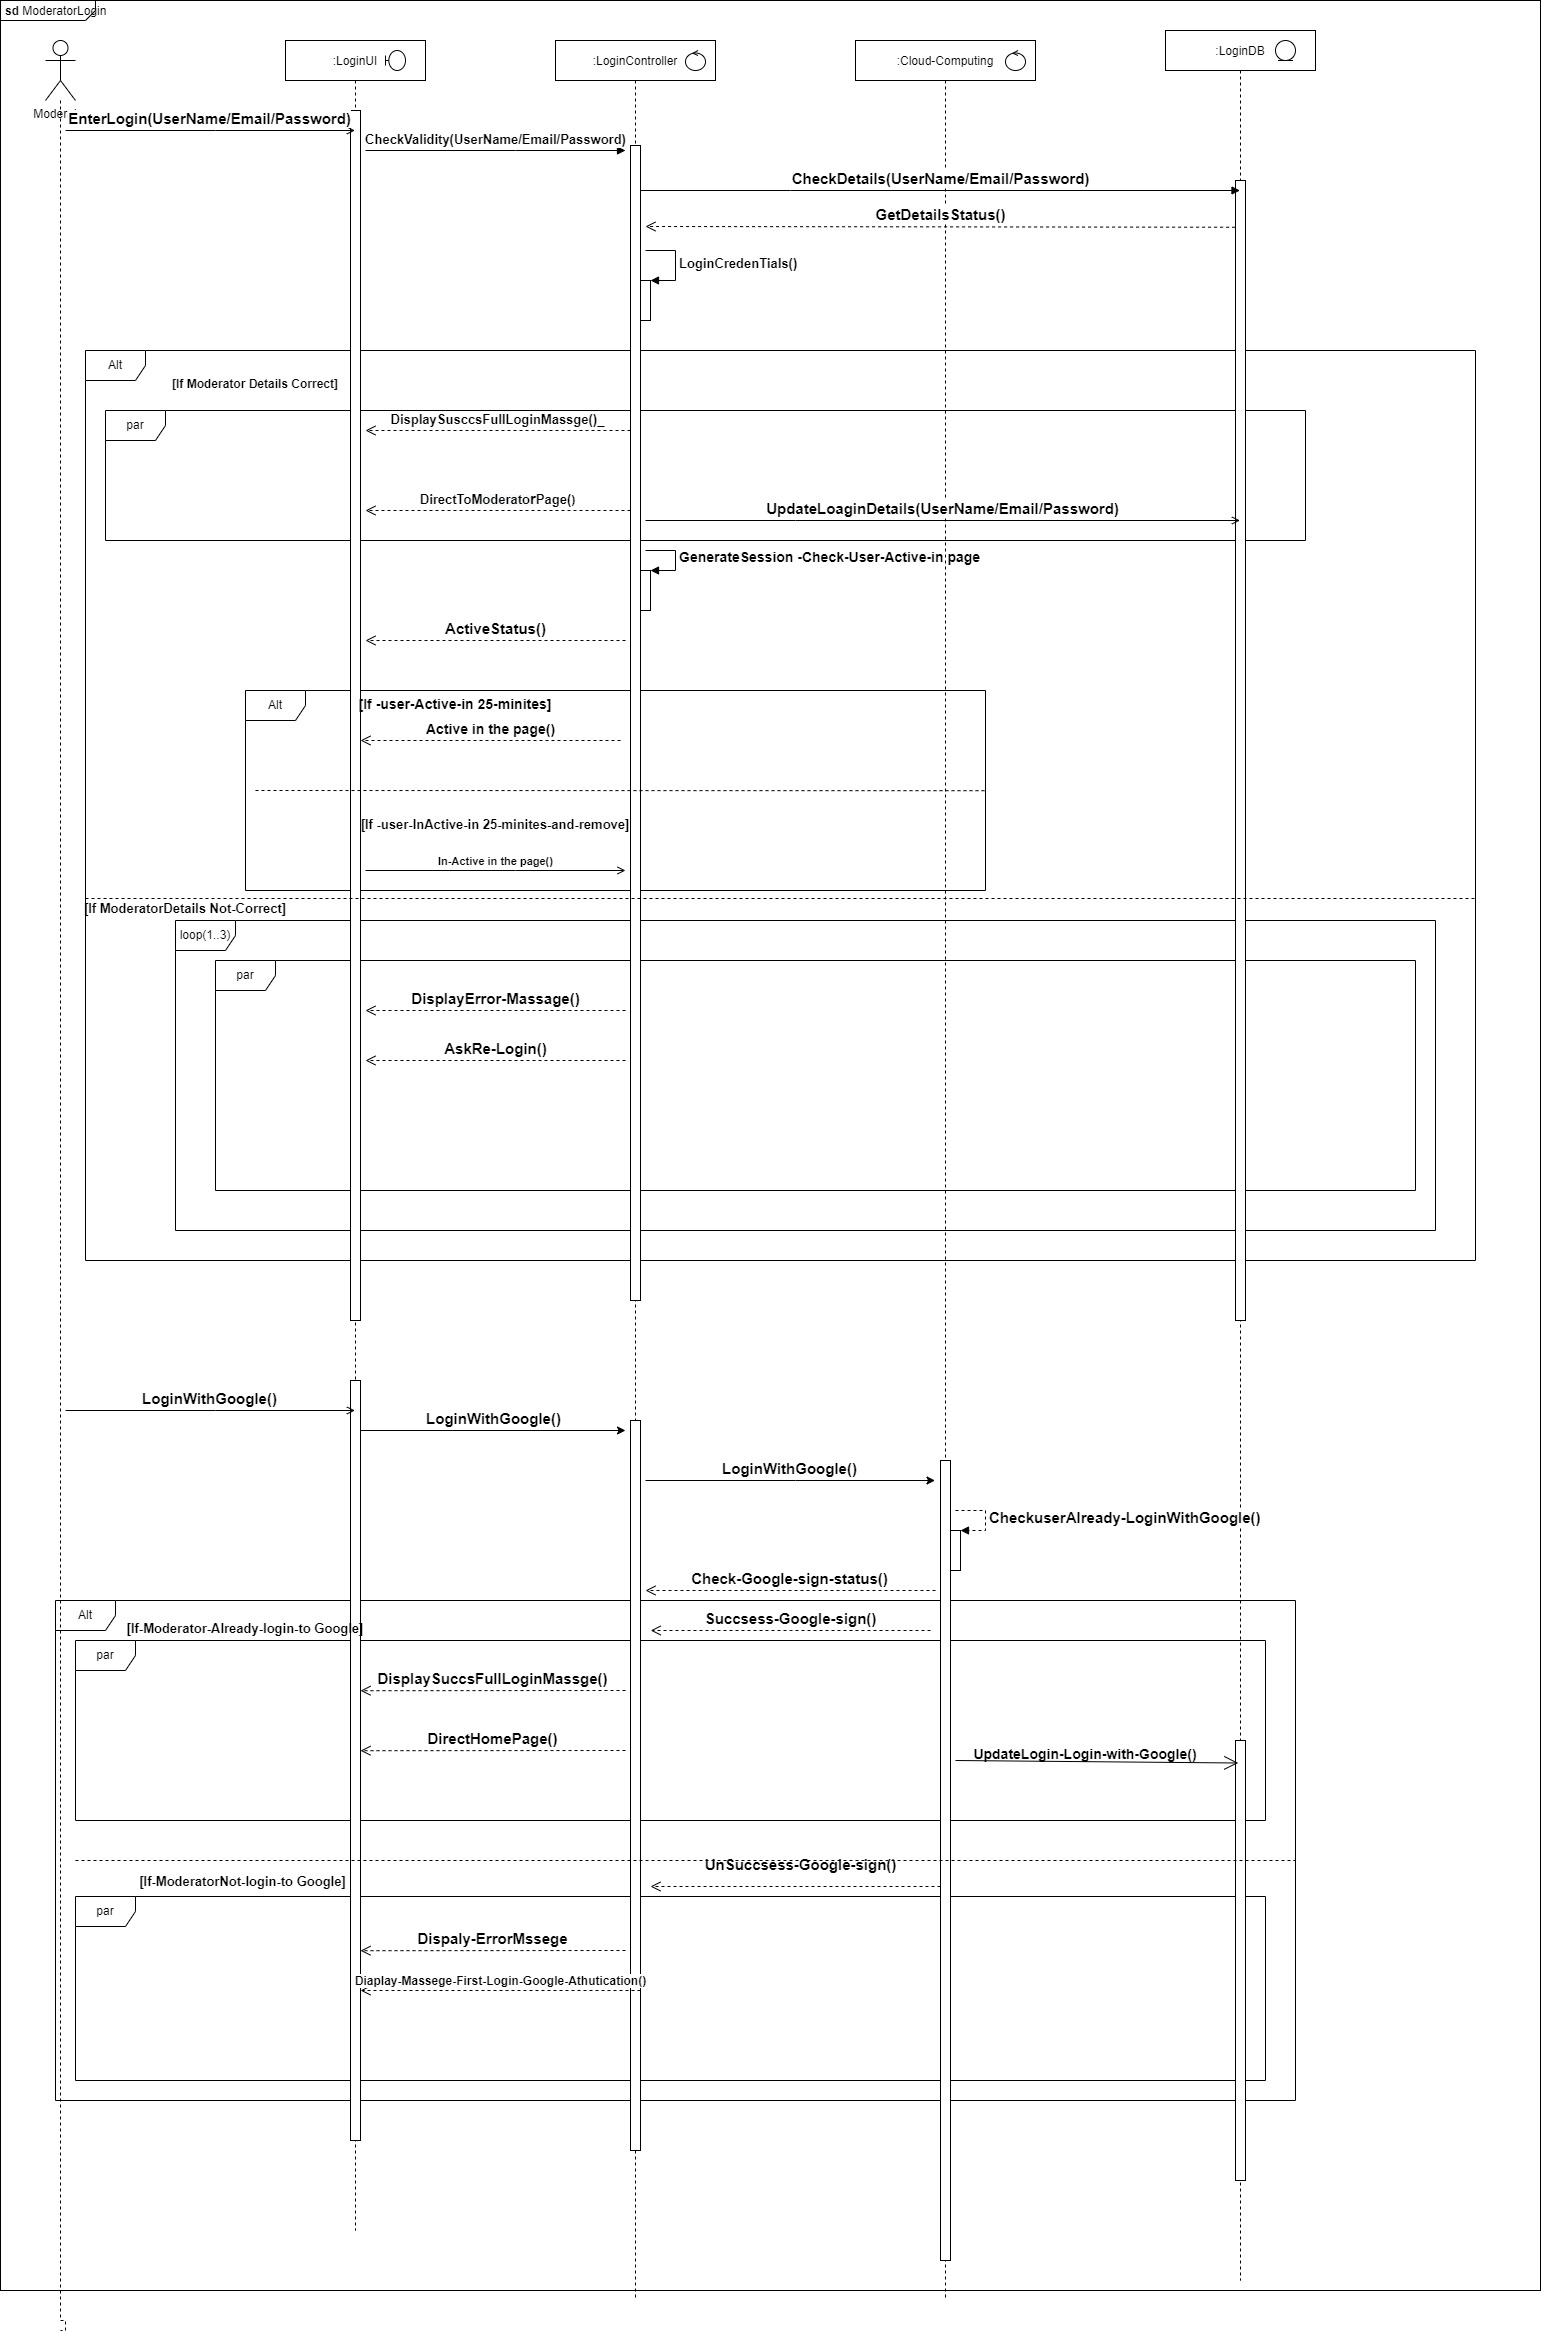 sd ModeratorLogin
:LoginUI
:LoginController
:Cloud-Computing
:LoginDB
Moder
EnterLogin(UserName/Email/Password)
CheckValidity(UserName/Email/Password)
CheckDetails(UserName/Email/Password)
GetDetailsStatus()
LoginCredenTials()
Alt
[If Moderator Details Correct]
par
DisplaySusccsFullLoginMassge()_
DirectToModeratorPage()
UpdateLoaginDetails(UserName/Email/Password)
GenerateSession -Check-User-Active-in page
ActiveStatus()
Alt
[If -user-Active-in 25-minites]
Active in the page()
[If -user-InActive-in 25-minites-and-remove]
In-Active in the page()
[If ModeratorDetails Not-Correct]
loop(1..3)
par
DisplayError-Massage()
AskRe-Login()
LoginWithGoogle()
LoginWithGoogle()
LoginWithGoogle()
CheckuserAlready-LoginWithGoogle()
Check-Google-sign-status()
Alt
Succsess-Google-sign()
[If-Moderator-Already-login-to Google]
par
DisplaySuccsFullLoginMassge()
DirectHomePage()
UpdateLogin-Login-with-Google()
UnSuccsess-Google-sign()
[If-ModeratorNot-login-to Google]
par
Dispaly-ErrorMssege
Diaplay-Massege-First-Login-Google-Athutication()